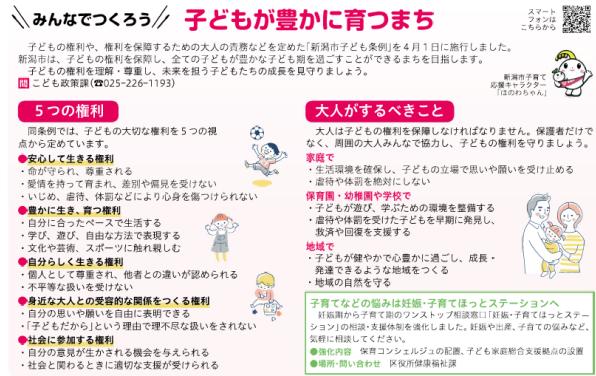 みんなでつくろう
子どもが豊かに育つまち
スマート
フォンは
こちらから
子どもの権利や、権利を保障するための大人の責務などを定めた「新潟市子ども条例」を4月1日に施行しました。
新潟市は、子どもの権利を保障し、全ての子どもが豊かな子ども期を過ごすことができるまちを目指します。
子どもの権利を理解・尊重し、未来を担う子どもたちの成長を見守りましょう。
問 こども政策課(☎025-226-1193)
新潟市子育て
応援キャラクター
「ほのわちゃん」
5つの権利
同条例では、子どもの大切な権利を5つの視
点から定めています。
●安心して生きる権利
・命が守られ、尊重される
・愛情を持って育まれ、差別や偏見を受けない
・いじめ、虐待、体罰などにより心身を傷つけられない
●豊かに生き、育つ権利
・自分に合ったペースで生活する
・学び、遊び、自由な方法で表現する
・文化や芸術、スポーツに触れ親しむ
●自分らしく生きる権利
・個人として尊重され、他者との違いが認められる
・不平等な扱いを受けない
●身近な大人との受容的な関係をつくる権利
・自分の思いや願いを自由に表明できる
・「子どもだから」という理由で理不尽な扱いをされない
●社会に参加する権利
・自分の意見が生かされる機会を与えられる
・社会と関わるときに適切な支援が受けられる
大人がするべきこと
大人は子どもの権利を保障しなければなりません。保護者だけで
なく、周囲の大人みんなで協力し、子どもの権利を守りましょう。
家庭で
・生活環境を確保し、子どもの立場で思いや願いを受け止める
・虐待や体罰を絶対にしない
保育園・幼稚園や学校で
・子どもが遊び、学ぶための環境を整備する
・虐待や体罰を受けた子どもを早期に発見し、
救済や回復を支援する
地域で
・子どもが健やかで心豊かに過ごし、成長・
発達できるような地域をつくる
・地域の自然を守る
子育てなどの悩みは妊娠・子育てほっとステーションへ
妊娠期から子育て期のワンストップ相談窓口「妊娠・子育てほっとステー
ション」の相談・支援体制を強化しました。妊娠や出産、子育ての悩みなど、
気軽に相談してください。
●強化内容 保育コンシェルジュの配置、子ども家庭総合支援拠点の設置
●場所・問い合わせ 区役所健康福祉課